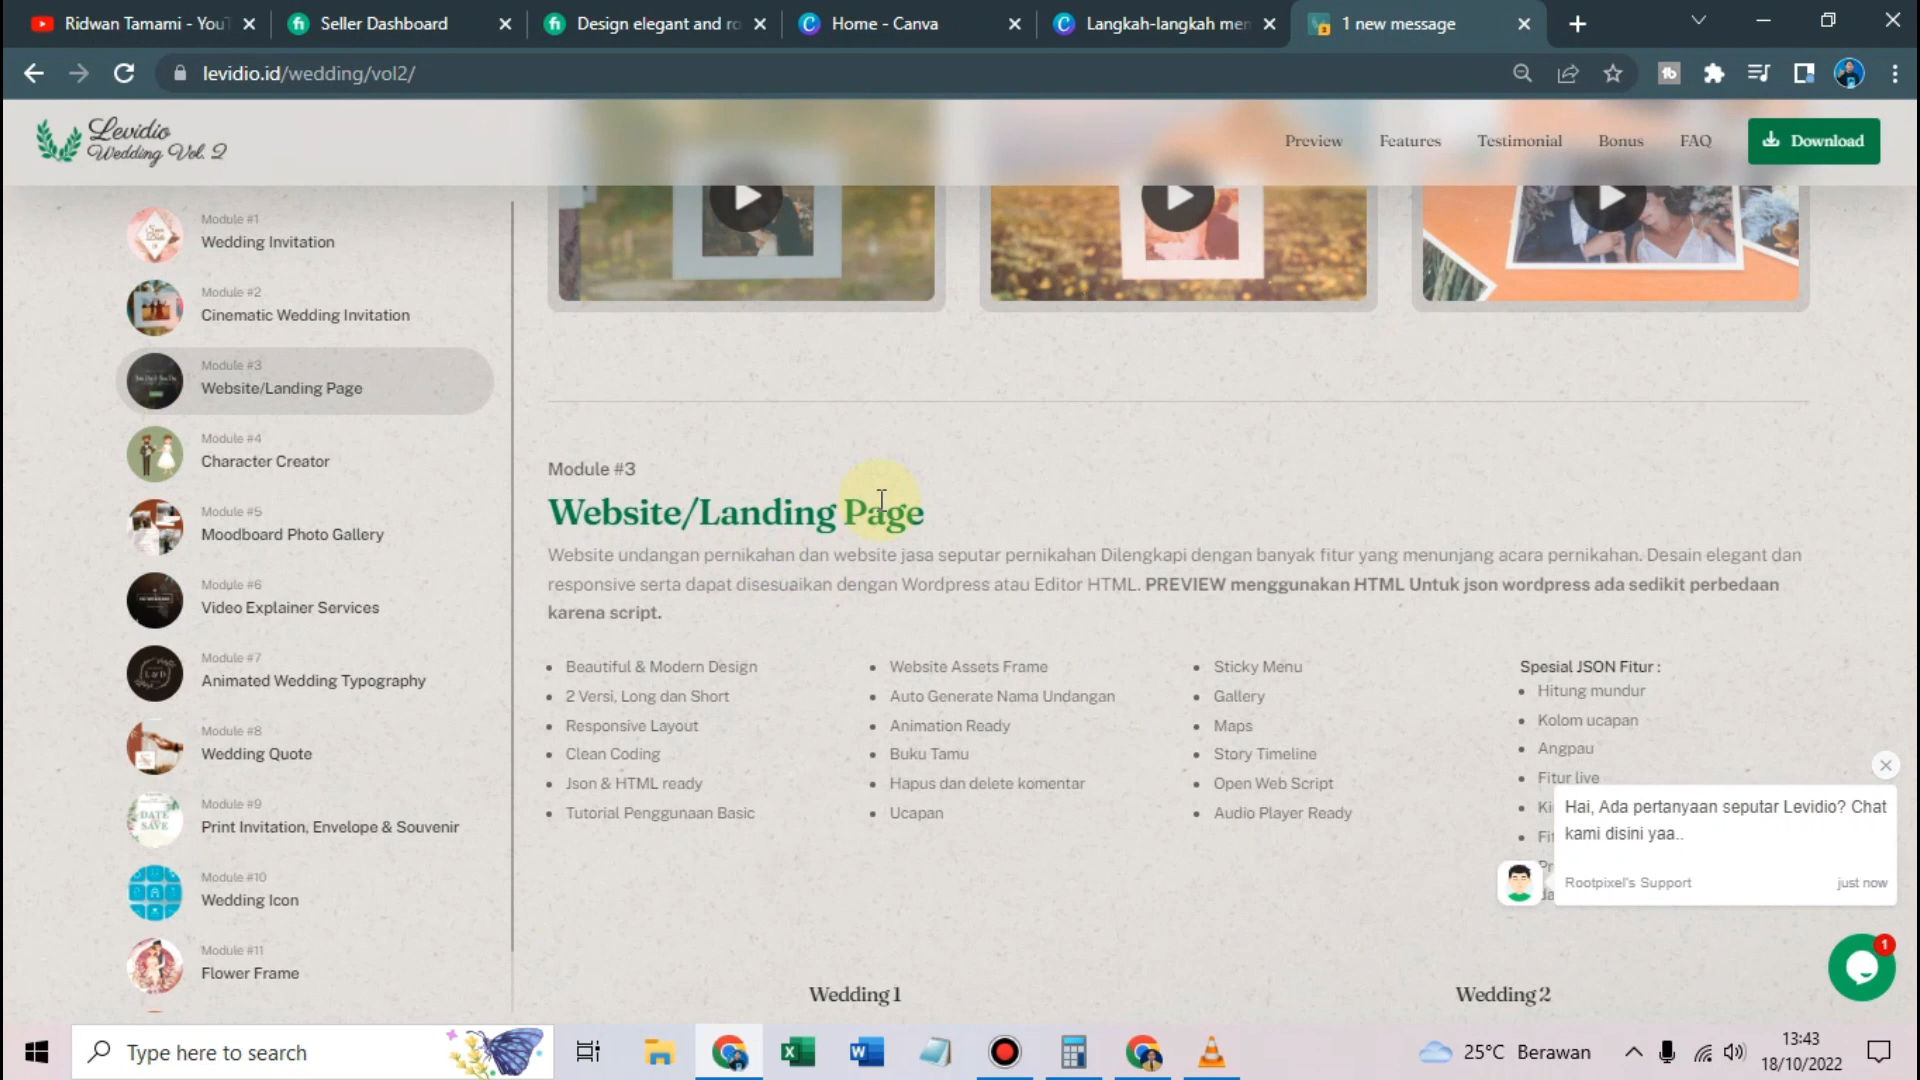 Ridwan Tamami - You
Seller Dashboard
Design elegant and ro
Home - Canva
Langkah-langkah men
1 new message
levidio.id/wedding/vol2/
Levidio
Wedding Vol. 2
Preview
Features
Testimonial
Bonus
FAQ
Download
Module #1
Wedding Invitation
Module #2
Cinematic Wedding Invitation
Module #3
Website/Landing Page
Module #4
Character Creator
Module #5
Moodboard Photo Gallery
Module #6
Video Explainer Services
Module #7
Animated Wedding Typography
Module #8
Wedding Quote
Module #9
Print Invitation, Envelope & Souvenir
Module #10
Wedding Icon
Module #11
Flower Frame
Module #3
Website/Landing Page
Website undangan pernikahan dan website jasa seputar pernikahan Dilengkapi dengan banyak fitur yang menunjang acara pernikahan. Desain elegant dan
responsive serta dapat disesuaikan dengan Wordpress atau Editor HTML. PREVIEW menggunakan HTML Untuk json wordpress ada sedikit perbedaan
karena script.
Beautiful & Modern Design
2 Versi, Long dan Short
Responsive Layout
Clean Coding
Json & HTML ready
Tutorial Penggunaan Basic
Website Assets Frame
Auto Generate Nama Undangan
Animation Ready
Buku Tamu
Hapus dan delete komentar
Ucapan
Sticky Menu
Gallery
Maps
Story Timeline
Open Web Script
Audio Player Ready
Spesial JSON Fitur :
Hitung mundur
Kolom ucapan
Angpau
Fitur live
Hai, Ada pertanyaan seputar Levidio? Chat
kami disini yaa..
Rootpixel's Support
just now
1
Wedding 1
Wedding 2
Type here to search
25°C Berawan
13:43
18/10/2022